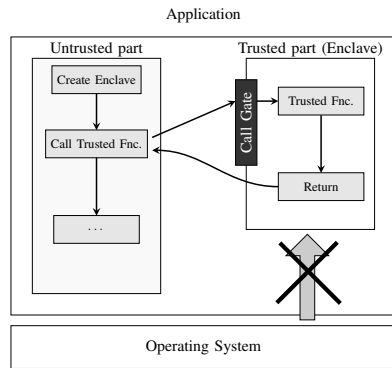 Application
Untrusted part
Trusted part (Enclave)
Create Enclave
Call Gate
Trusted Fnc.
Call Trusted Fnc.
Return
. . .
Operating System